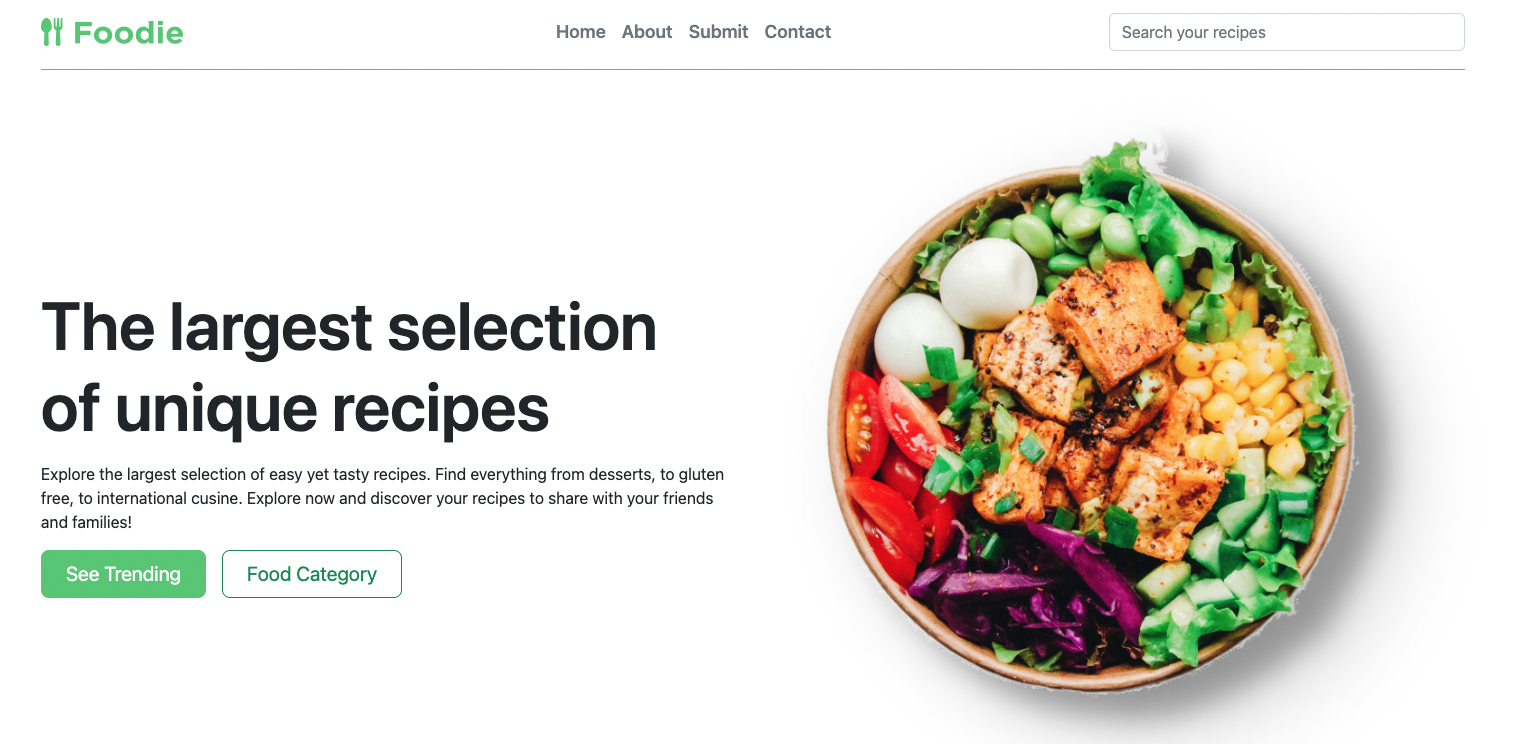 Foodie
Home About Submit Contact
Search your recipes
The largest selection
of unique recipes
Explore the largest selection of easy yet tasty recipes. Find everything from desserts, to gluten
free, to international cusine. Explore now and discover your recipes to share with your friends
and families!
See Trending
Food Category